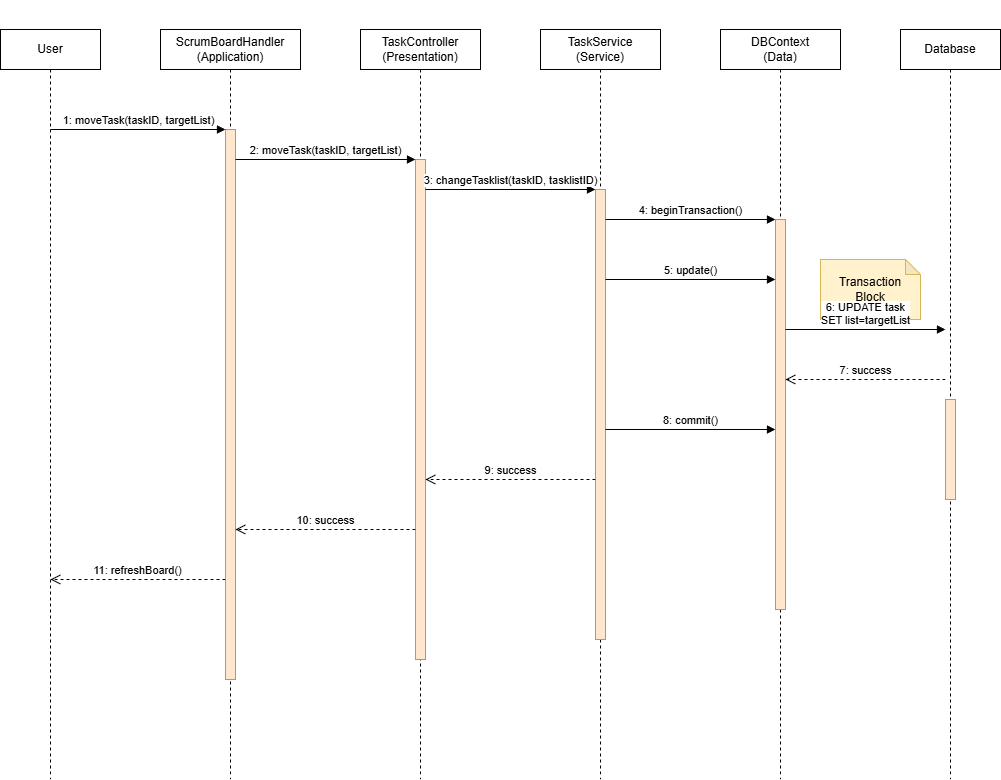 User
ScrumBoardHandler
(Application)
TaskController
(Presentation)
TaskService
(Service)
DBContext
(Data)
Database
1: moveTask(taskID, targetList)
2: moveTask(taskID, targetList)
3: changeTasklist(taskID, tasklistID)
4: beginTransaction()
5: update()
Transaction
Block
6: UPDATE task
SET list=targetList
7: success
8: commit()
9: success
10: success
11: refreshBoard()